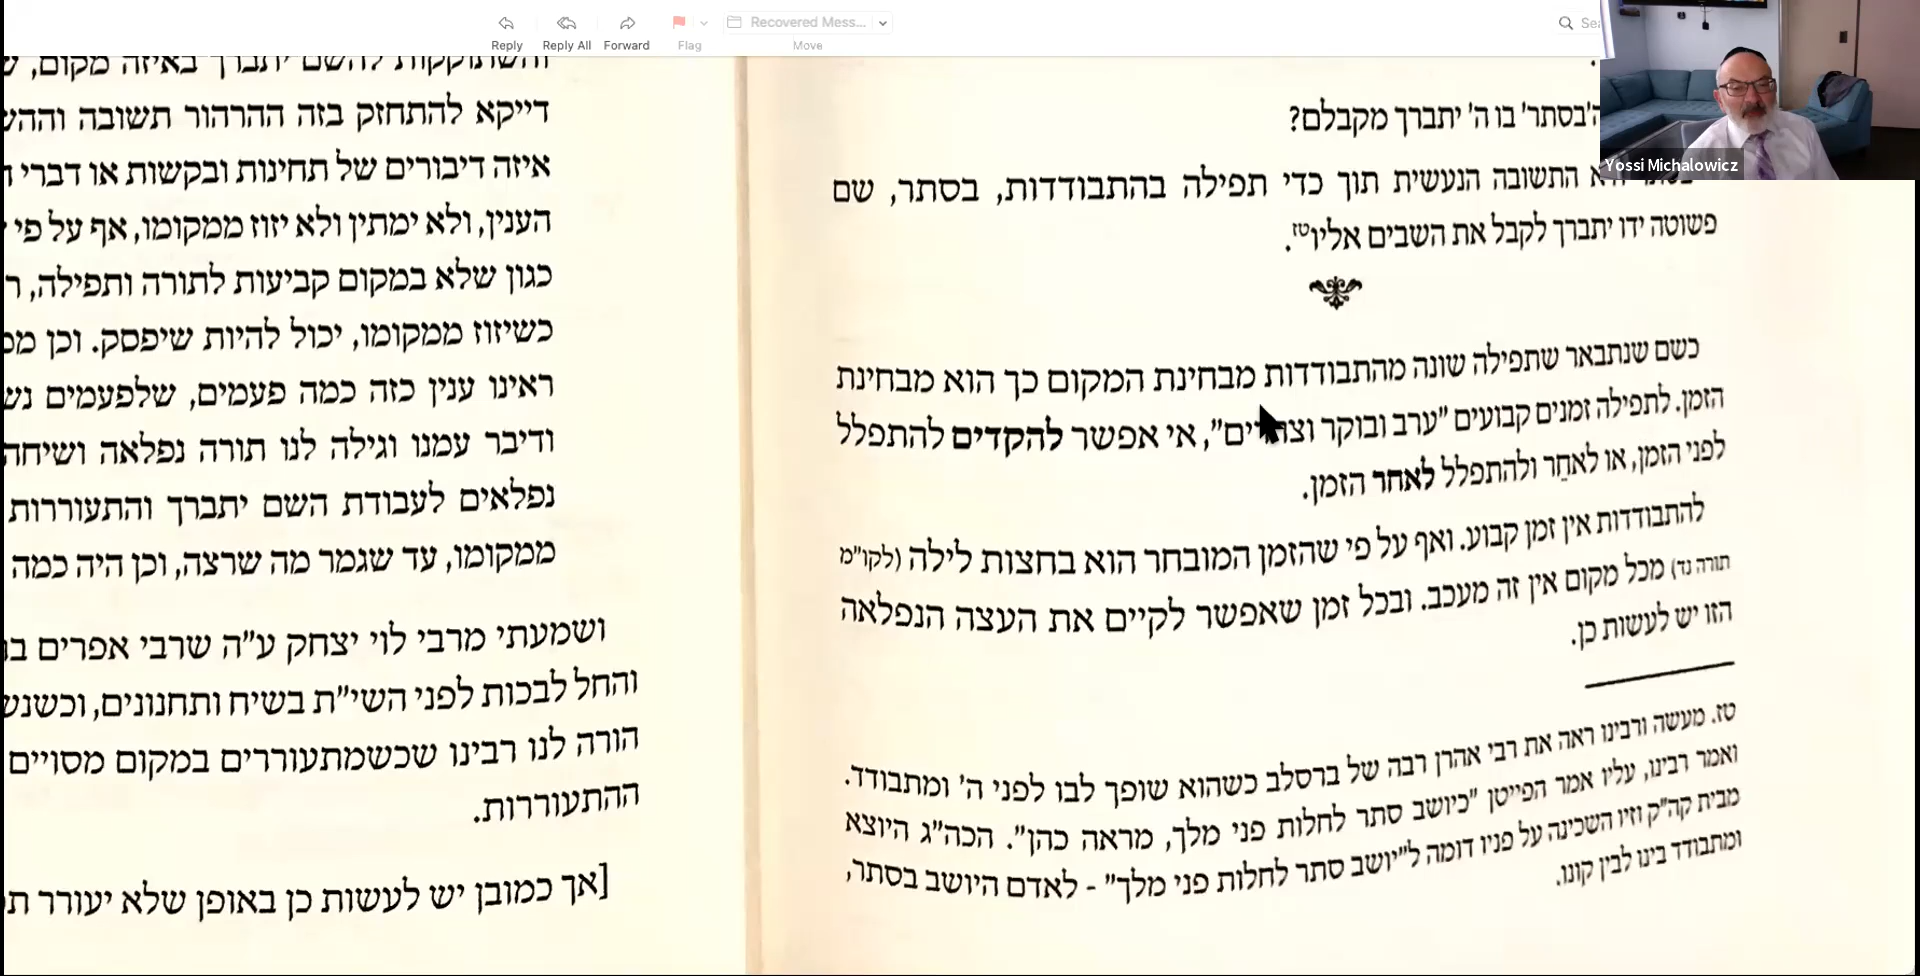 Reply
Reply All
Forward
Flag
Recovered Mess...
Move
Yossi Michalowicz
ה'בסתר' בו ה' יתברך מקבלם?
התשובה הנעשית תוך כדי תפילה בהתבודדות, בסתר, שם
פשוטה ידו יתברך לקבל את השבים אליוטז.
כשם שנתבאר שתפילה שונה מהתבודדות מבחינת המקום כך הוא מבחינת
הזמן. לתפילה זמנים קבועים "ערב ובוקר וצהריים", אי אפשר להקדים להתפלל
לפני הזמן, או לאחַר ולהתפלל לאחר הזמן.
להתבודדות אין זמן קבוע. ואף על פי שהזמן המובחר הוא בחצות לילה (לקו"מ
תורה נד) מכל מקום אין זה מעכב. ובכל זמן שאפשר לקיים את העצה הנפלאה
הזו יש לעשות כן.
טז. מעשה ורבינו ראה את רבי אהרן רבה של ברסלב כשהוא שופך לבו לפני ה' ומתבודד.
ואמר רבינו, עליו אמר הפייטן "כיושב סתר לחלות פני מלך, מראה כהן". הכה"ג היוצא
מבית קה"ק וזיו השכינה על פניו דומה ל"יושב סתר לחלות פני מלך" - לאדם היושב בסתר,
ומתבודד בינו לבין קונו.
והשתוקקות להשם יתברך באיזה מקום,
דייקא להתחזק בזה ההרהור תשובה
איזה דיבורים של תחינות ובקשות או דברי
הענין, ולא ימתין ולא יזוז ממקומו, אף על פי
כגון שלא במקום קביעות לתורה ותפילה,
כשיזוז ממקומו, יכול להיות שיפסק. וכן
ראינו ענין כזה כמה פעמים, שלפעמים
ודיבר עמנו וגילה לנו תורה נפלאה ושיחה
נפלאים לעבודת השם יתברך והתעוררות
ממקומו, עד שגמר מה שרצה, וכן היה כמה
ושמעתי מרבי לוי יצחק ע"ה שרבי אפרים
והחל לבכות לפני השי"ת בשיח ותחנונים,
הורה לנו רבינו שכשמתעוררים במקום מסויים
ההתעוררות.
[אך כמובן יש לעשות כן באופן שלא יעורר